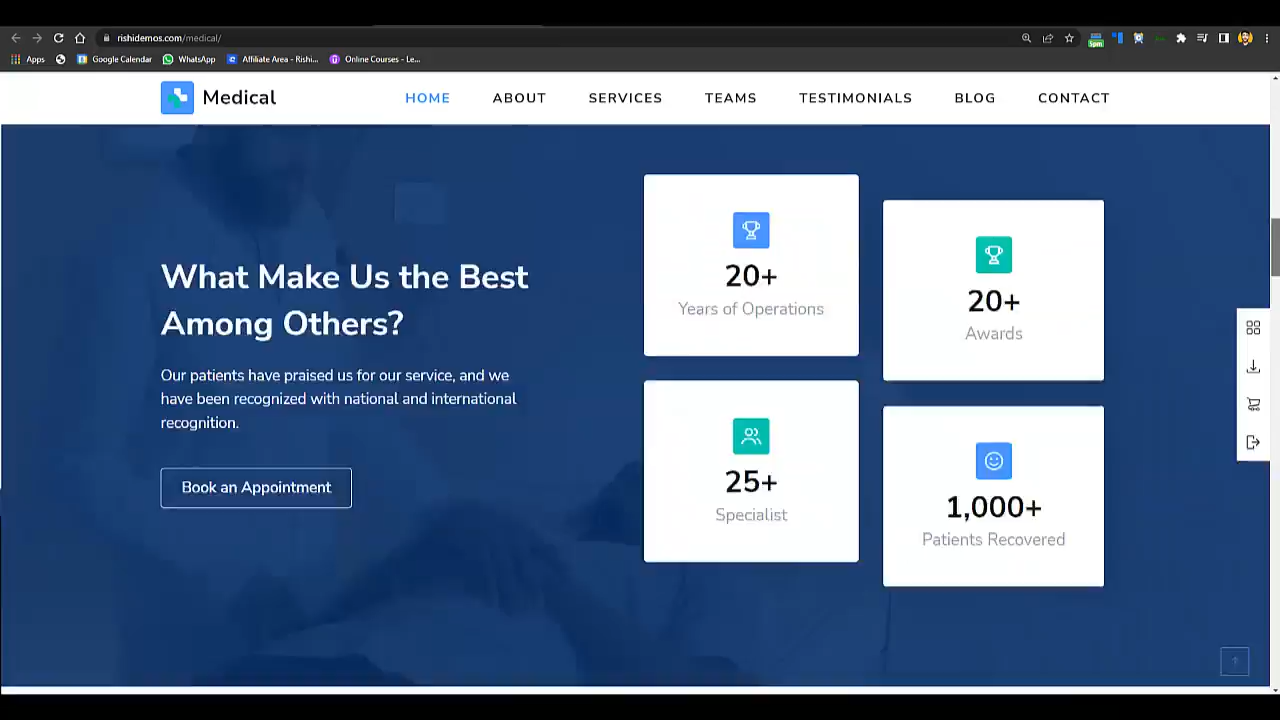 rishidemos.com/medical/
5pm
Apps
Google Calendar
WhatsApp
Affiliate Area - Rishi...
Online Courses - Le...
Medical
HOME
ABOUT
SERVICES
TEAMS
TESTIMONIALS
BLOG
CONTACT
What Make Us the Best
Among Others?
Our patients have praised us for our service, and we
have been recognized with national and international
recognition.
Book an Appointment
20+
Years of Operations
20+
Awards
25+
Specialist
1,000+
Patients Recovered